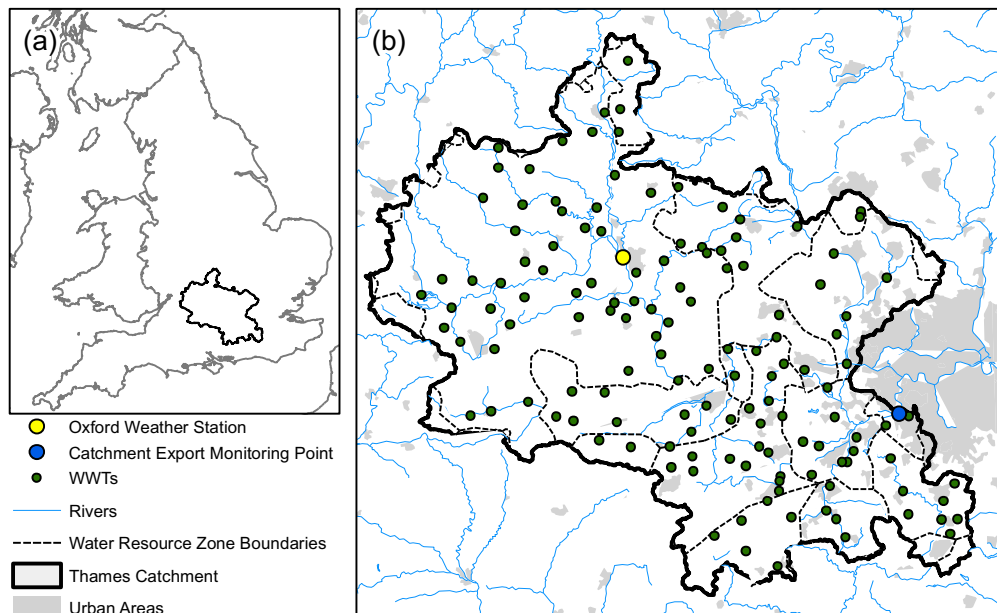 (a)
(b)
Oxford Weather Station
Catchment Export Monitoring Point
WWTs
Rivers
Water Resource Zone Boundaries
Thames Catchment
Urban Areas